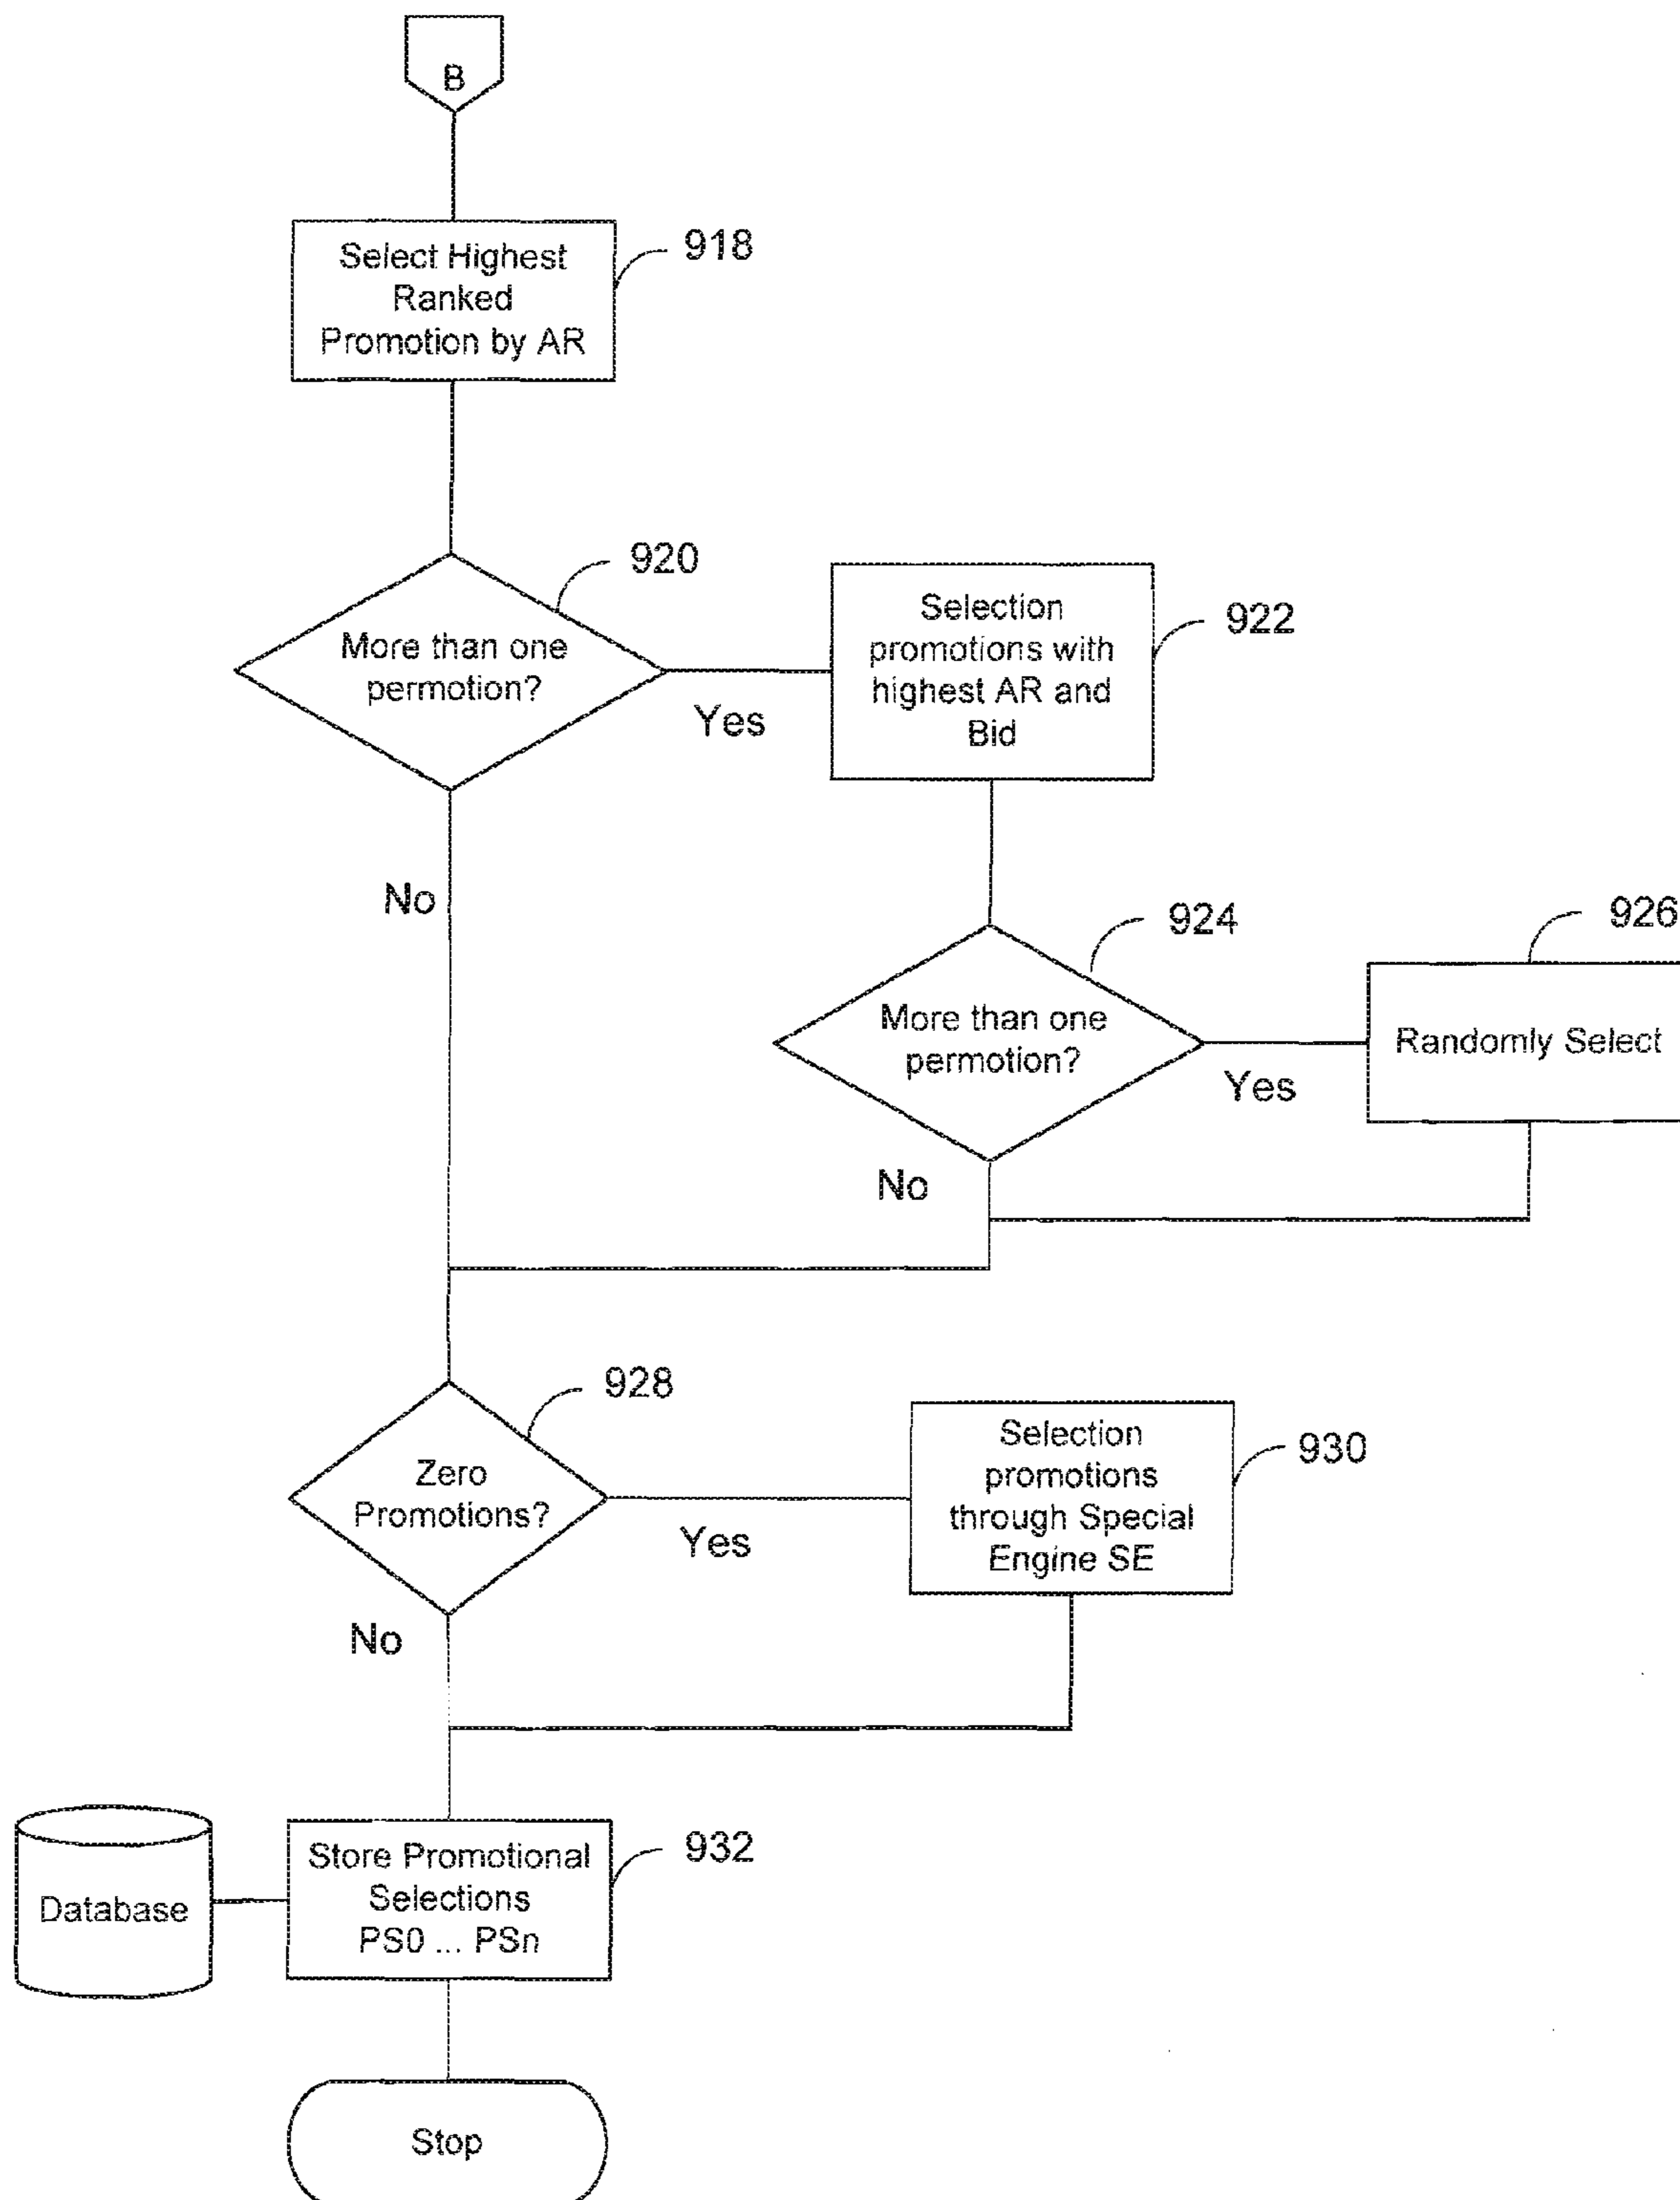 B
Select Highest
Ranked
Promotion by AR
918
More than one
permotion?
920
Yes
No
Selection
promotions with
highest AR and
Bid
922
More than one
permotion?
924
Yes
No
Randomly Select
926
Zero
Promotions?
928
Yes
No
Selection
promotions
through Special
Engine SE
930
Database
Store Promotional
Selections
PS0 ... PSn
932
Stop